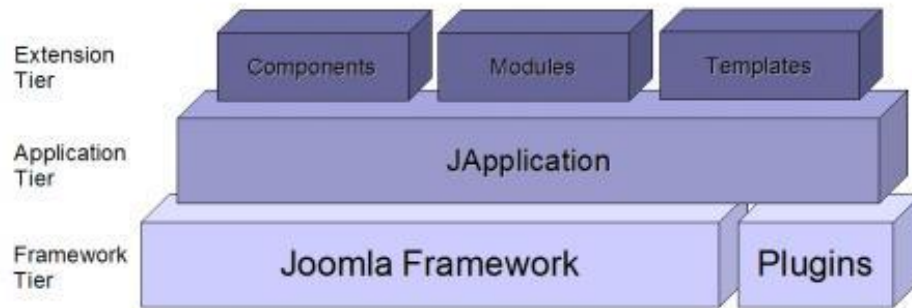 Extension
Tier
Components
Modules
Templates
Application
Tier
JApplication
Framework
Tier
Joomla Framework
Plugins